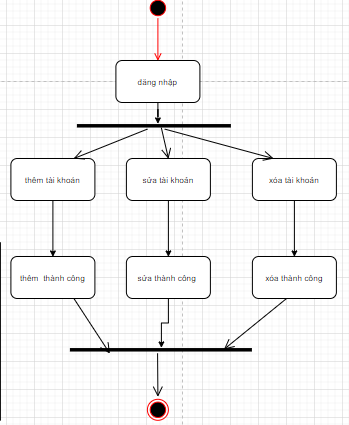 đăng nhập
thêm tài khoản
sửa tài khoản
xóa tài khoản
thêm thành công
sửa thành công
xóa thành công